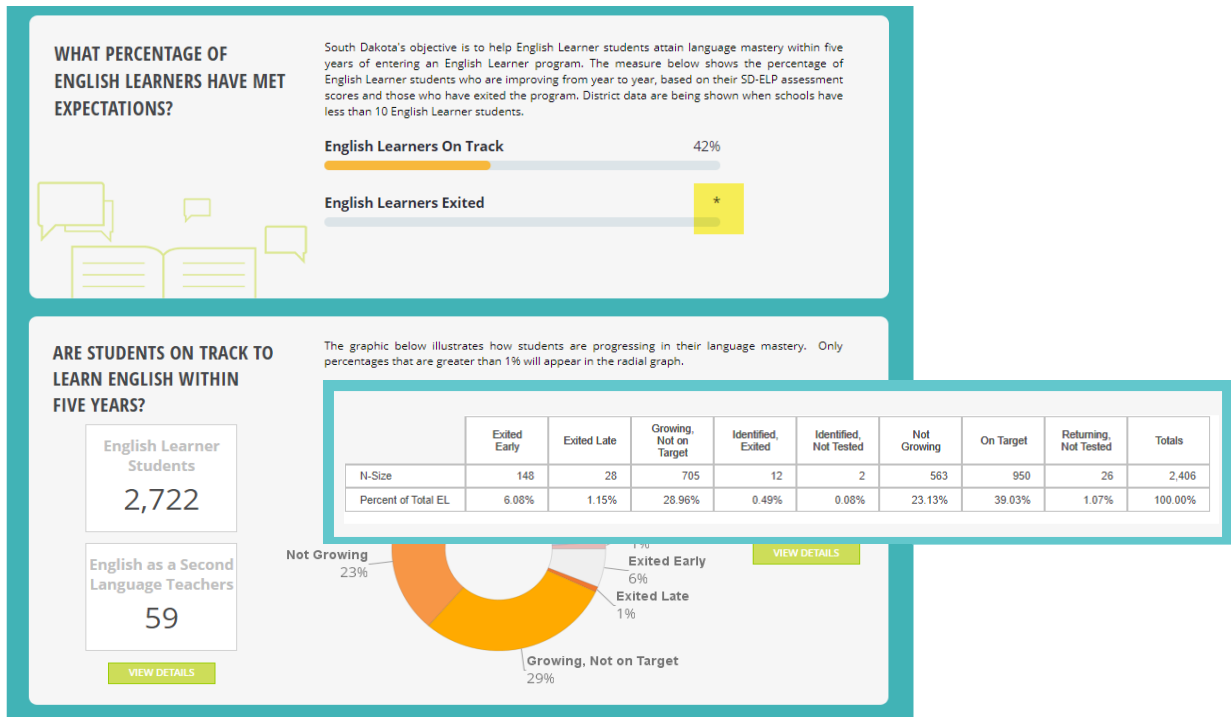 WHAT PERCENTAGE OF
ENGLISH LEARNERS HAVE MET
EXPECTATIONS?
South Dakota's objective is to help English Learner students attain language mastery within five
years of entering an English Learner program. The measure below shows the percentage of
English Learner students who are improving from year to year, based on their SD-ELP assessment
scores and those who have exited the program. District data are being shown when schools have
less than 10 English Learner students.
English Learners On Track 42%
English Learners Exited *
ARE STUDENTS ON TRACK TO
LEARN ENGLISH WITHIN
FIVE YEARS?
The graphic below illustrates how students are progressing in their language mastery. Only
percentages that are greater than 1% will appear in the radial graph.
English Learner
Students
2,722
English as a Second
Language Teachers
59
VIEW DETAILS
Exited Early Exited Late Growing, Not on Target Identified, Exited Identified, Not Tested Not Growing On Target Returning, Not Tested Totals
N-Size 148 28 705 12 2 563 950 26 2,406
Percent of Total EL 6.08% 1.15% 28.96% 0.49% 0.08% 23.13% 39.03% 1.07% 100.00%
Not Growing
23%
1%
Exited Early
6%
Exited Late
1%
Growing, Not on Target
29%
VIEW DETAILS